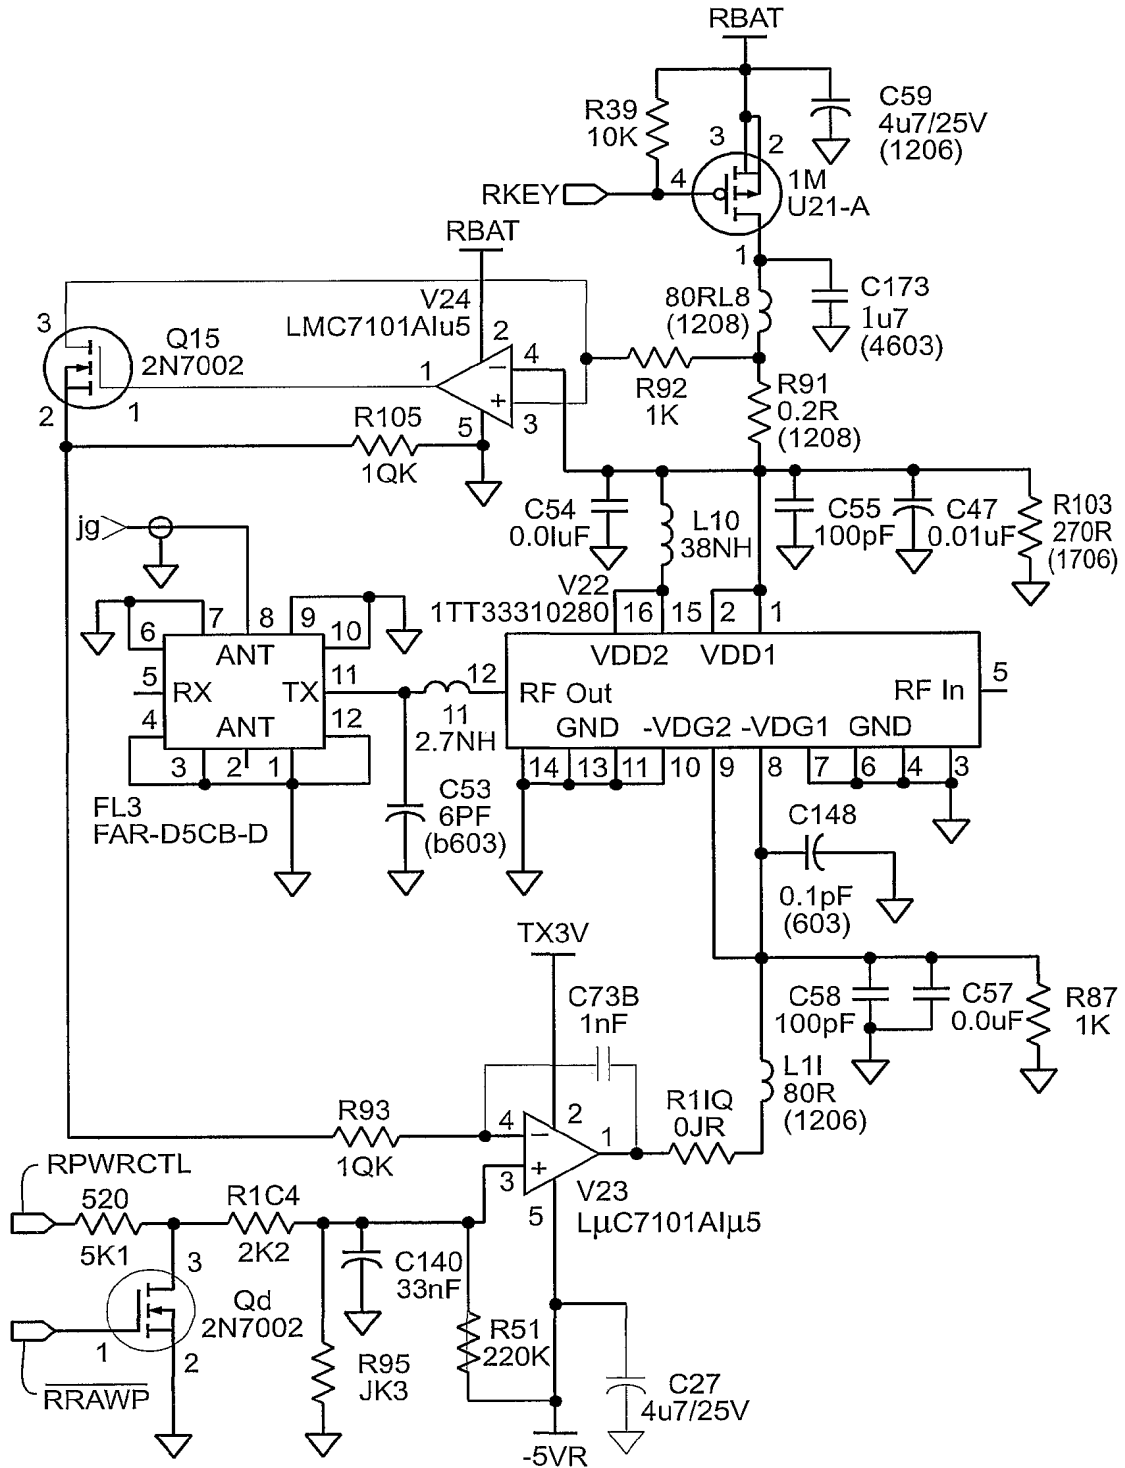 RBAT
R39
10K
C59
4u7/25V
(1206)
3
2
RKEY
4
1M
U21-A
1
RBAT
V24
LMC7101AIu5
80RL8
(1208)
C173
1u7
(4603)
3
Q15
2N7002
2
1
1
2
4
3
5
R92
1K
R91
0.2R
(1208)
R105
1QK
jg
C54
0.0IuF
L10
38NH
C55
100pF
C47
0.01uF
R103
270R
(1706)
V22
1TT33310280
16
15
2
1
6
7
8
9
10
ANT
5
RX
TX
11
4
ANT
12
3
2
1
FL3
FAR-D5CB-D
11
2.7NH
12
VDD2
VDD1
RF Out
RF In
5
GND
-VDG2
-VDG1
GND
14
13
11
10
9
8
7
6
4
3
C53
6PF
(b603)
C148
0.1pF
(603)
TX3V
C73B
1nF
C58
100pF
C57
0.0uF
R87
1K
L1I
80R
(1206)
R1IQ
0JR
R93
1QK
4
2
1
3
5
V23
LμC7101AIμ5
RPWRCTL
520
5K1
R1C4
2K2
3
C140
33nF
Qd
2N7002
1
2
RRAWP
R95
JK3
R51
220K
C27
4u7/25V
-5VR